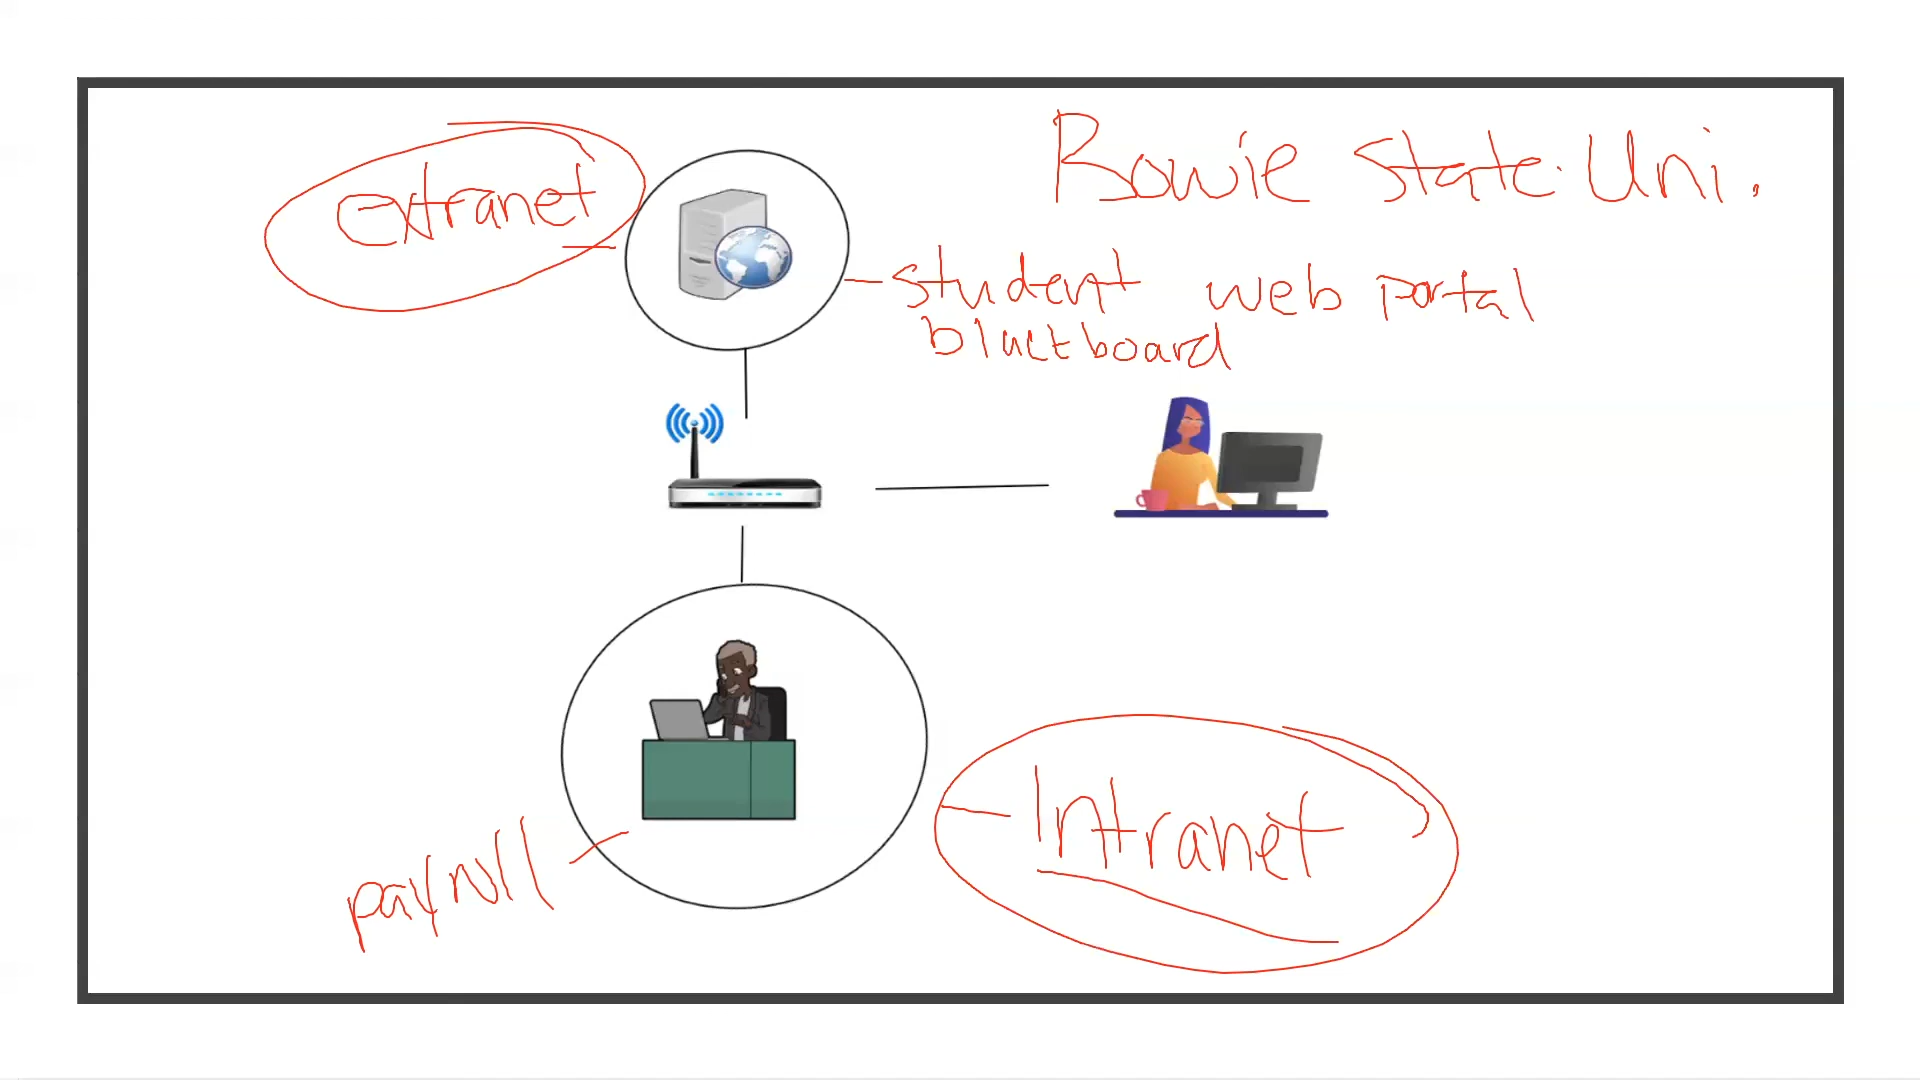 Bowie State Uni.
extranet
student web portal
blackboard
payroll
Intranet